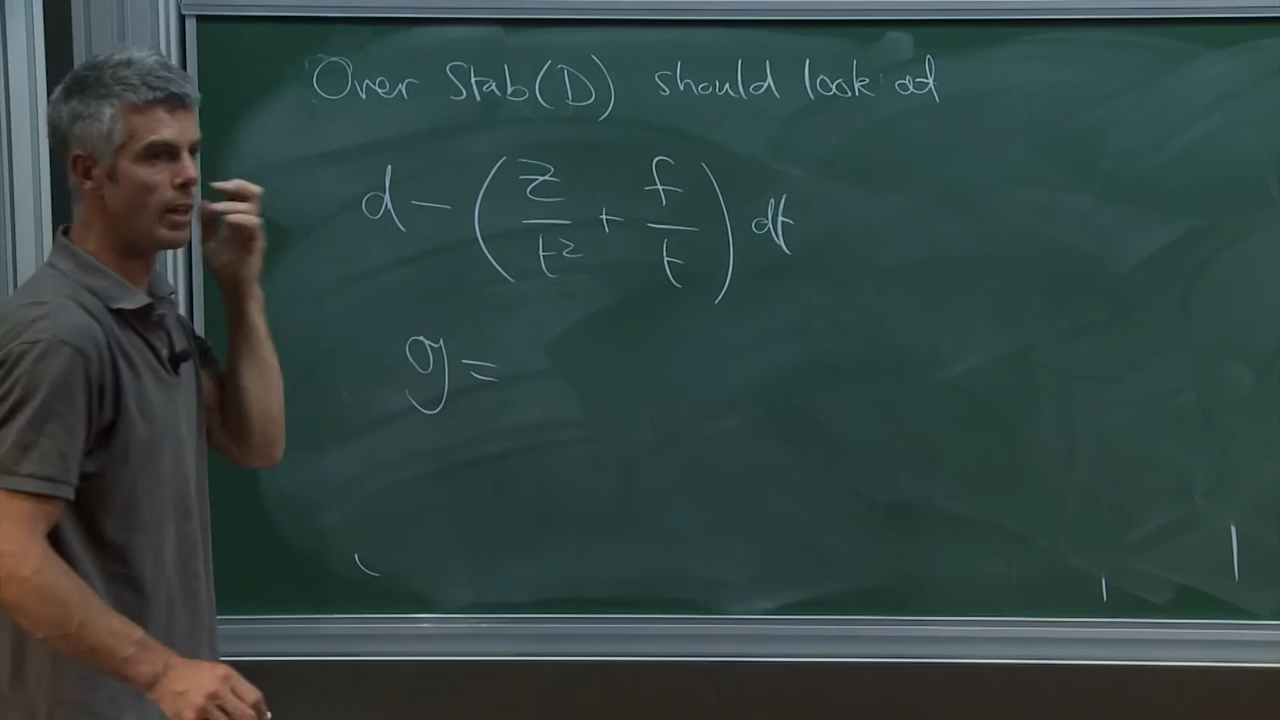 Over Stab(D) should look at
d - ( Z/t² + f/t ) dt
g =